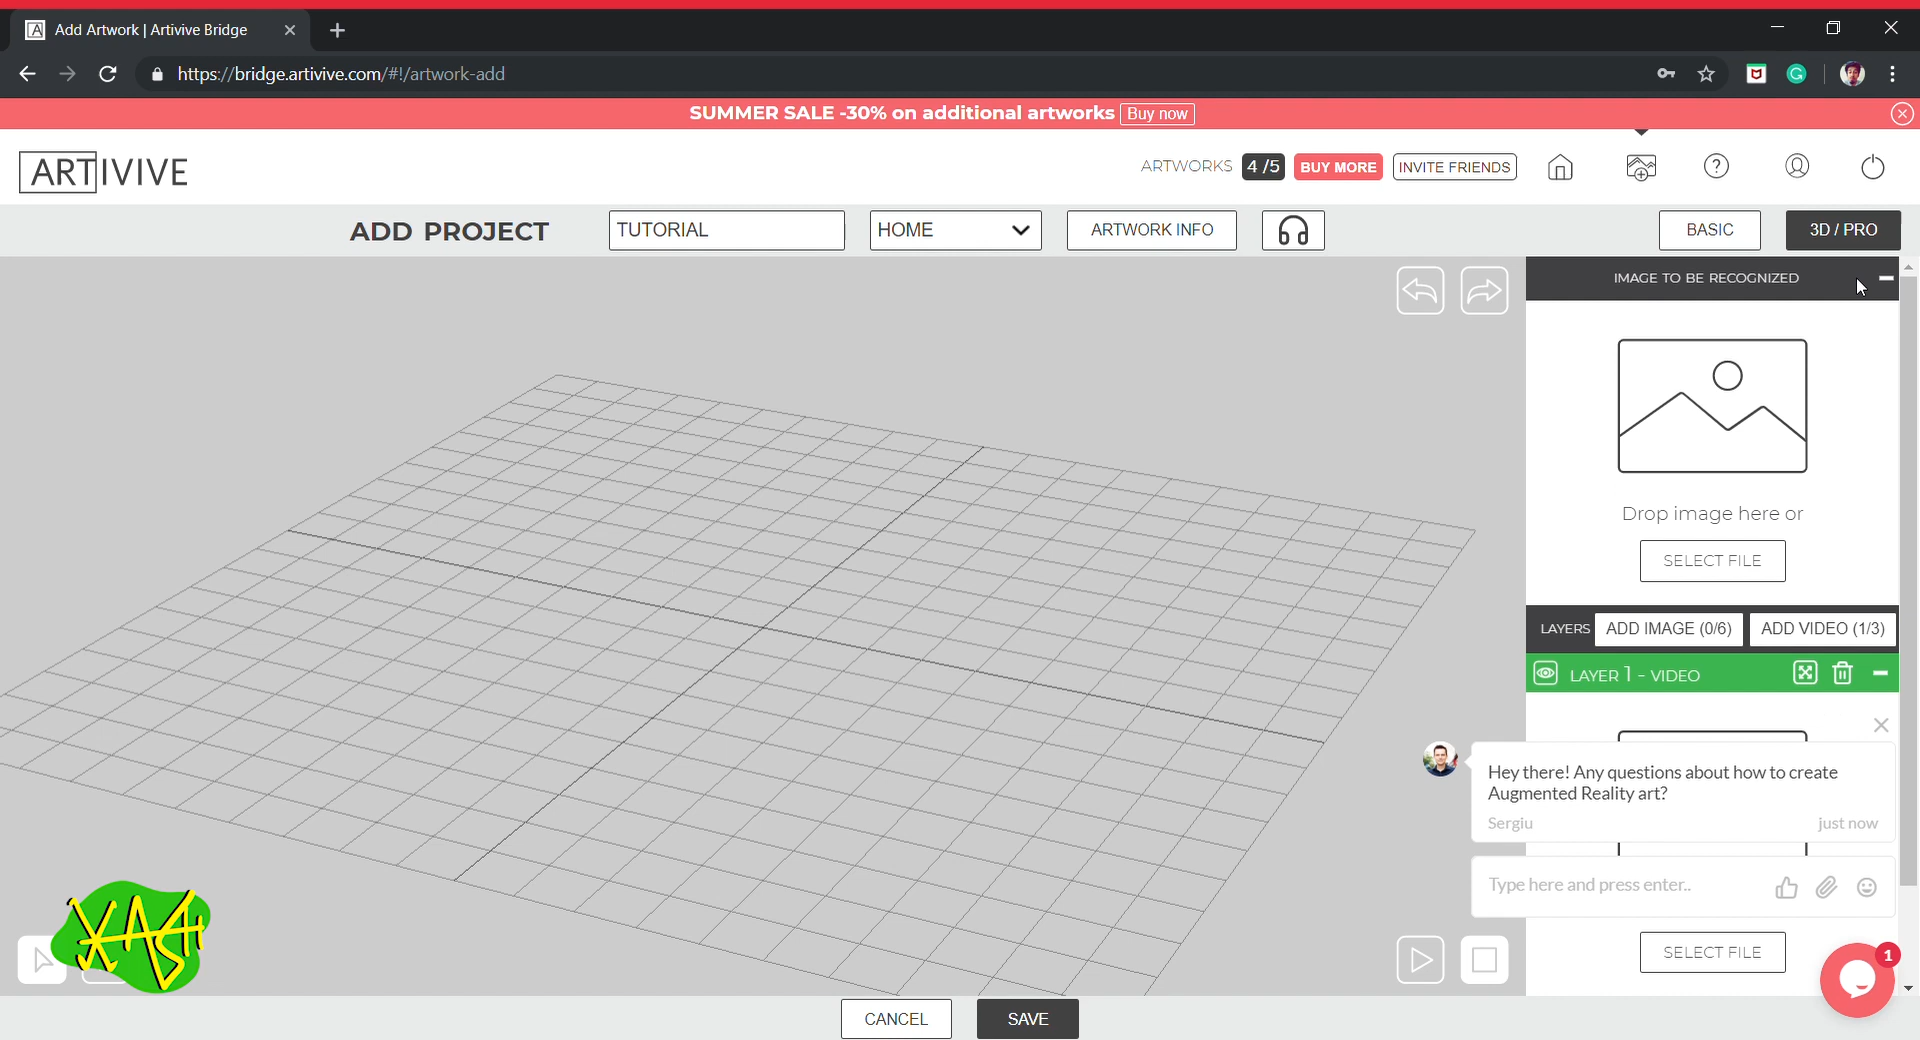 Add Artwork | Artivive Bridge
https://bridge.artivive.com/#!/artwork-add
SUMMER SALE -30% on additional artworks Buy now
ARTIVIVE
ARTWORKS 4 /5 BUY MORE INVITE FRIENDS
ADD PROJECT TUTORIAL HOME ARTWORK INFO BASIC 3D / PRO
IMAGE TO BE RECOGNIZED
Drop image here or
SELECT FILE
LAYERS ADD IMAGE (0/6) ADD VIDEO (1/3)
LAYER 1 - VIDEO
Hey there! Any questions about how to create
Augmented Reality art?
Sergiu just now
Type here and press enter..
XASH
SELECT FILE
1
CANCEL SAVE